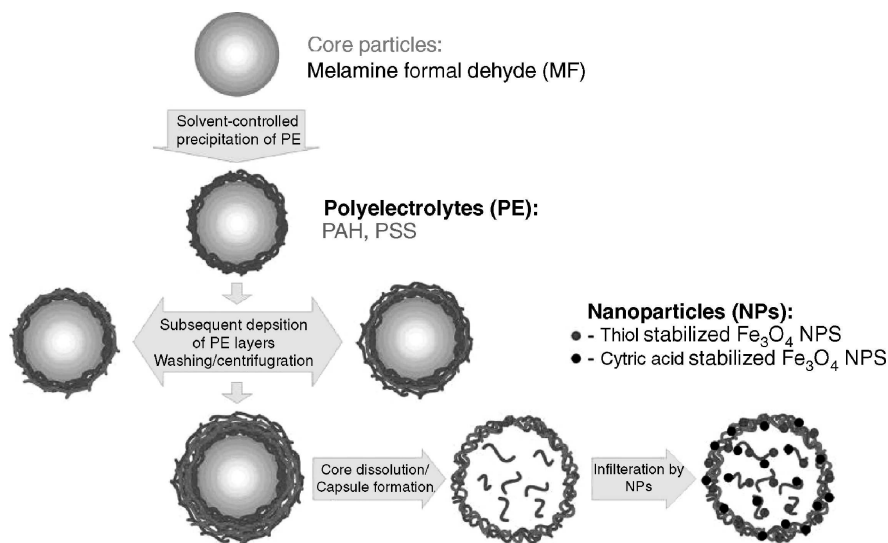 Core particles:
Melamine formal dehyde (MF)
Solvent-controlled
precipitation of PE
Polyelectrolytes (PE):
PAH, PSS
Subsequent depsition
of PE layers
Washing/centrifugration
Nanoparticles (NPs):
- Thiol stabilized Fe₃O₄ NPS
- Cytric acid stabilized Fe₃O₄ NPS
Core dissolution/
Capsule formation.
Infilteration by
NPs